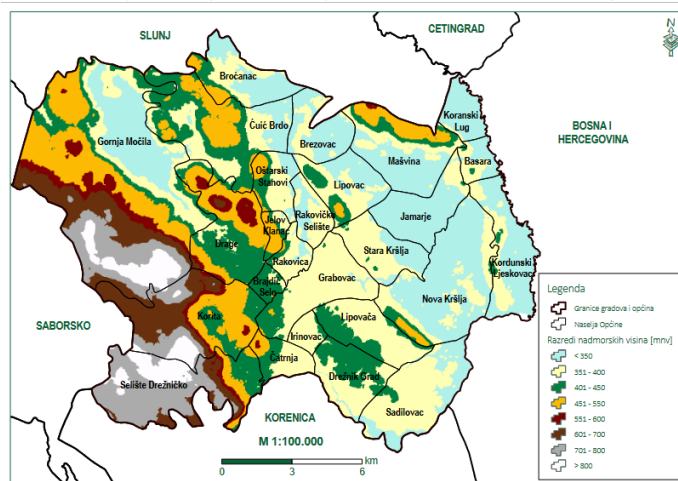 SLUNJ
CETINGRAD
N
Bročanac
Koranski
Lug
BOSNA I
HERCEGOVINA
Čuić Brdo
Gornja Močila
Brezovac
Mašvina
Basara
Oštarski
Stanovi
Lipovac
Rakovičko
Selište
Jamarje
Jelov
Klanac
Drage
Stara Kršlja
Rakovica
Kordunski
Ljeskovac
Grabovac
Brajdić
Selo
Nova Kršlja
Korita
Lipovača
SABORSKO
Irinovac
Čatrnja
Selište Drežničko
Drežnik Grad
Sadilovac
KORENICA
M 1:100.000
km
0 3 6
Legenda
Granice gradova i općina
Naselja Općine
Razredi nadmorskih visina [mnv]
< 350
351 - 400
401 - 450
451 - 550
551 - 600
601 - 700
701 - 800
> 800